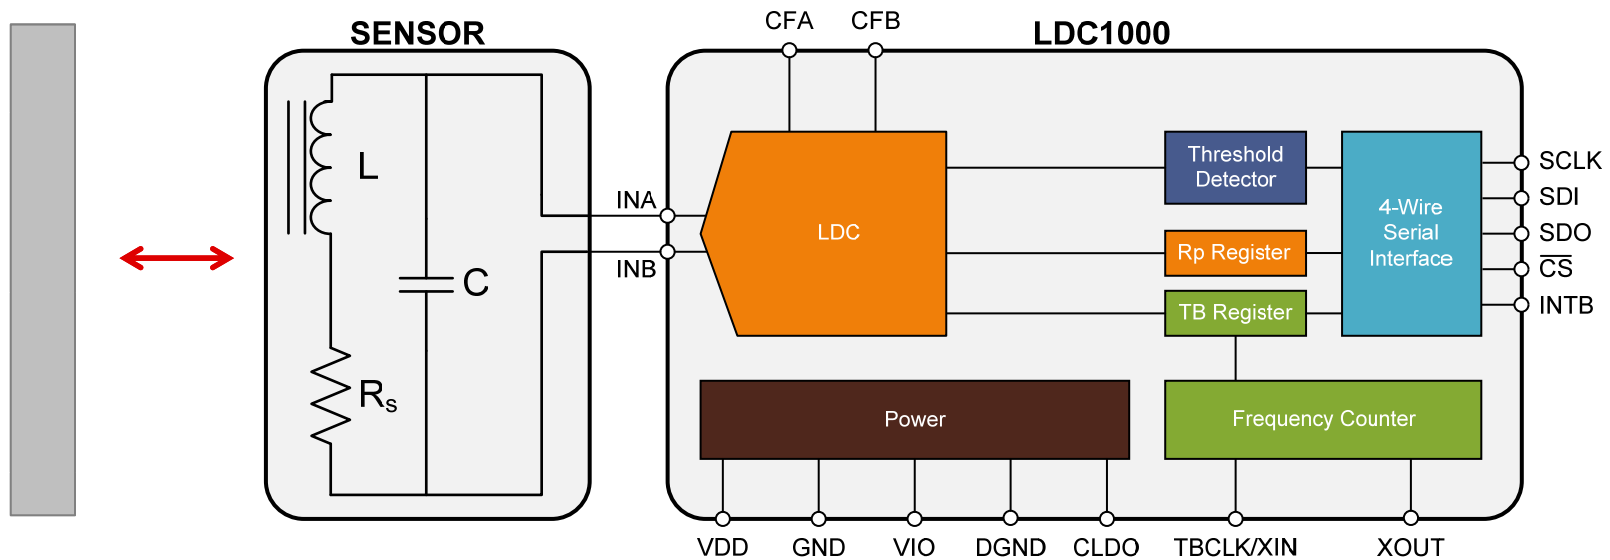 CFA CFB
SENSOR LDC1000
L
C
Rs
INA
INB
LDC
Threshold
Detector
Rp Register
TB Register
4-Wire
Serial
Interface
SCLK
SDI
SDO
C̅S̅
INTB
Power
Frequency Counter
VDD GND VIO DGND CLDO TBCLK/XIN XOUT